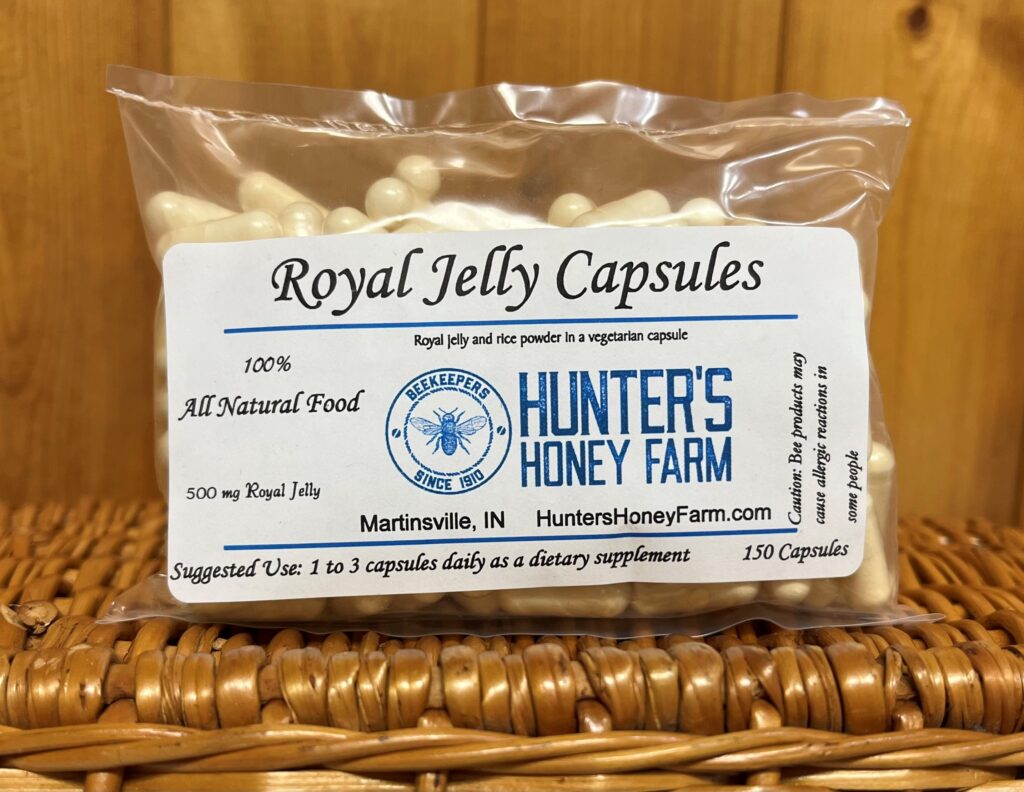 Royal Jelly Capsules
Royal jelly and rice powder in a vegetarian capsule
100%
All Natural Food
500 mg Royal Jelly
BEEKEEPERS
SINCE 1910
HUNTER'S
HONEY FARM
Martinsville, IN HuntersHoneyFarm.com
Caution: Bee products may
cause allergic reactions in
some people
Suggested Use: 1 to 3 capsules daily as a dietary supplement
150 Capsules